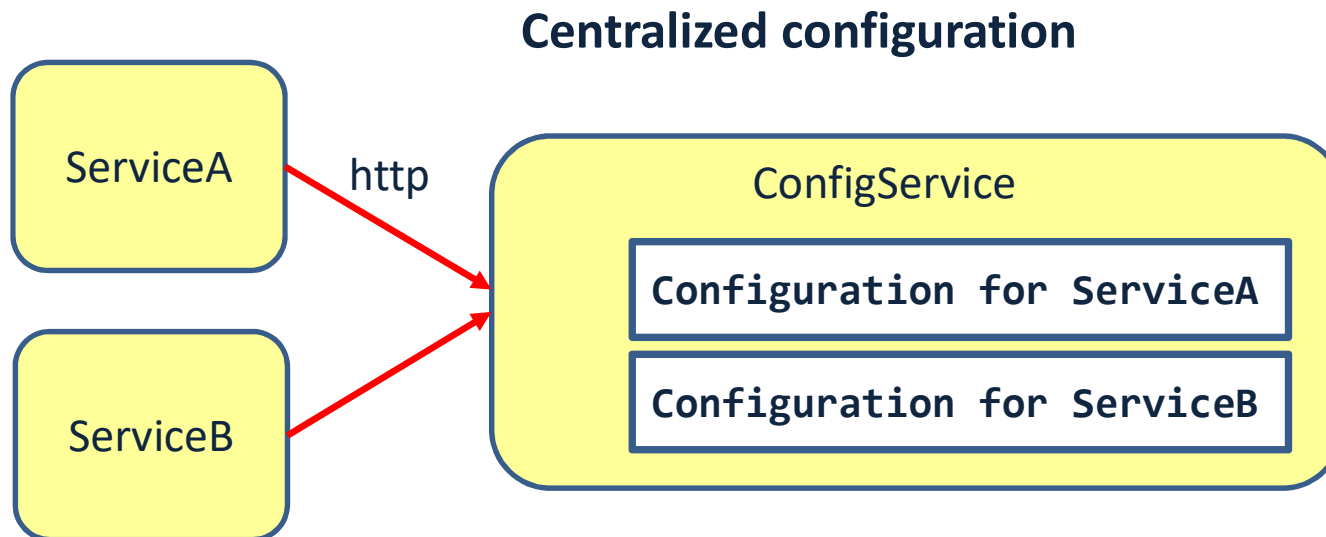 Centralized configuration
ServiceA
http
ConfigService
Configuration for ServiceA
Configuration for ServiceB
ServiceB